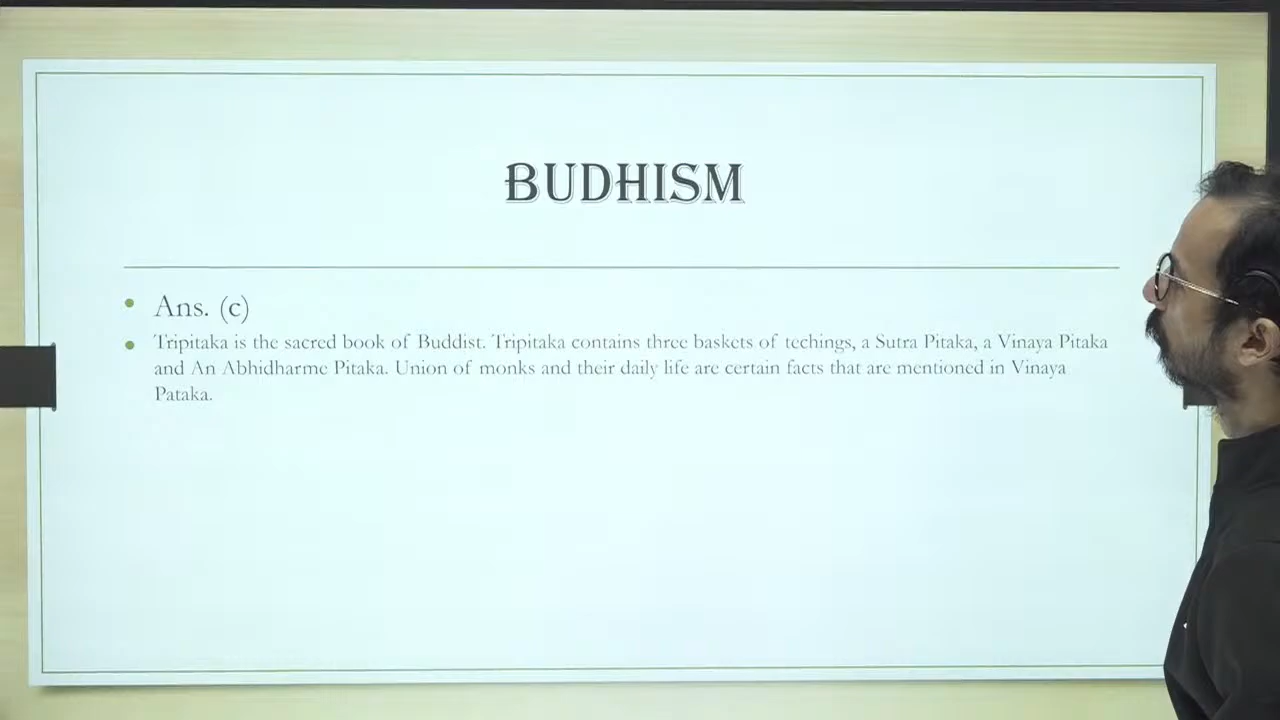 BUDHISM
Ans. (c)
Tripitaka is the sacred book of Buddist. Tripitaka contains three baskets of techings, a Sutra Pitaka, a Vinaya Pitaka
and An Abhidharme Pitaka. Union of monks and their daily life are certain facts that are mentioned in Vinaya
Pataka.